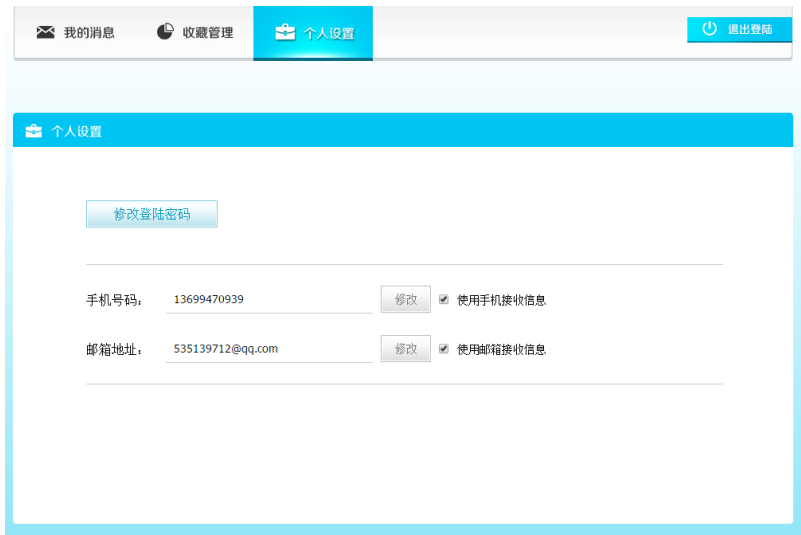 我的消息 收藏管理 个人设置 退出登陆
个人设置
修改登陆密码
手机号码： 13699470939 修改 使用手机接收信息
邮箱地址： 535139712@qq.com 修改 使用邮箱接收信息